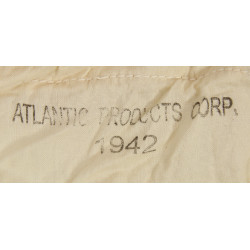 ATLANTIC PRODUCTS CORP.
1942